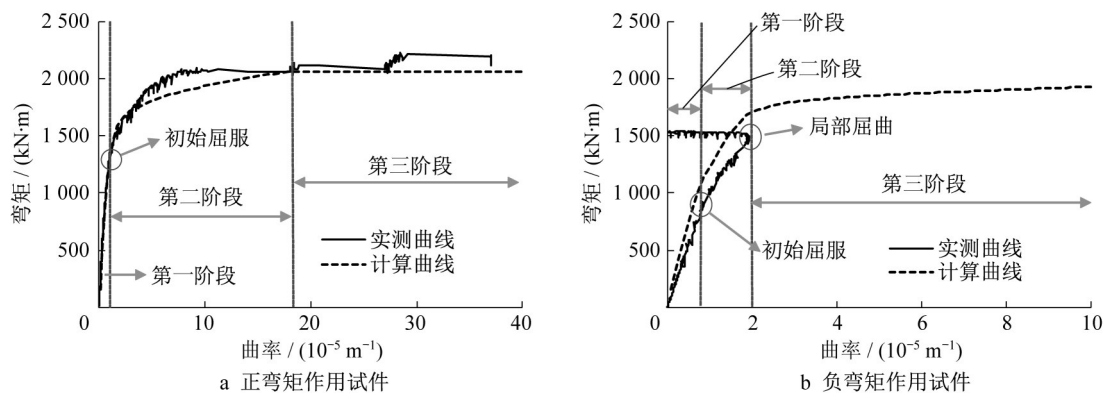 2 500
2 000
1 500
1 000
500
0
10
20
30
40
弯矩 / (kN·m)
曲率 / (10⁻⁵ m⁻¹)
初始屈服
第三阶段
第二阶段
第一阶段
实测曲线
计算曲线
a 正弯矩作用试件
2 500
2 000
1 500
1 000
500
0
2
4
6
8
10
弯矩 / (kN·m)
曲率 / (10⁻⁵ m⁻¹)
第一阶段
第二阶段
局部屈曲
第三阶段
初始屈服
实测曲线
计算曲线
b 负弯矩作用试件